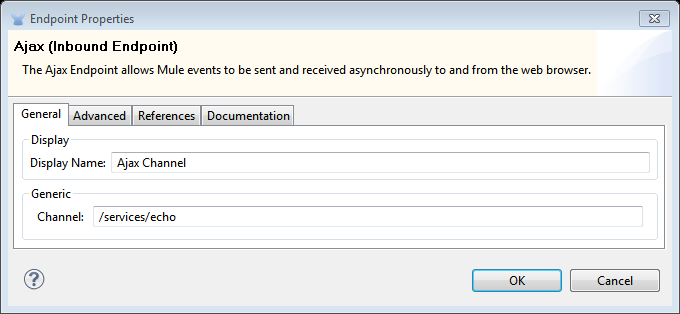 Endpoint Properties
Ajax (Inbound Endpoint)
The Ajax Endpoint allows Mule events to be sent and received asynchronously to and from the web browser.
General Advanced References Documentation
Display
Display Name: Ajax Channel
Generic
Channel: /services/echo
? OK Cancel